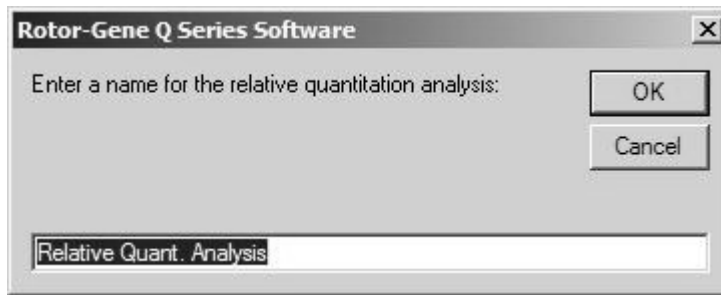 Rotor-Gene Q Series Software
Enter a name for the relative quantitation analysis:
OK
Cancel
Relative Quant. Analysis